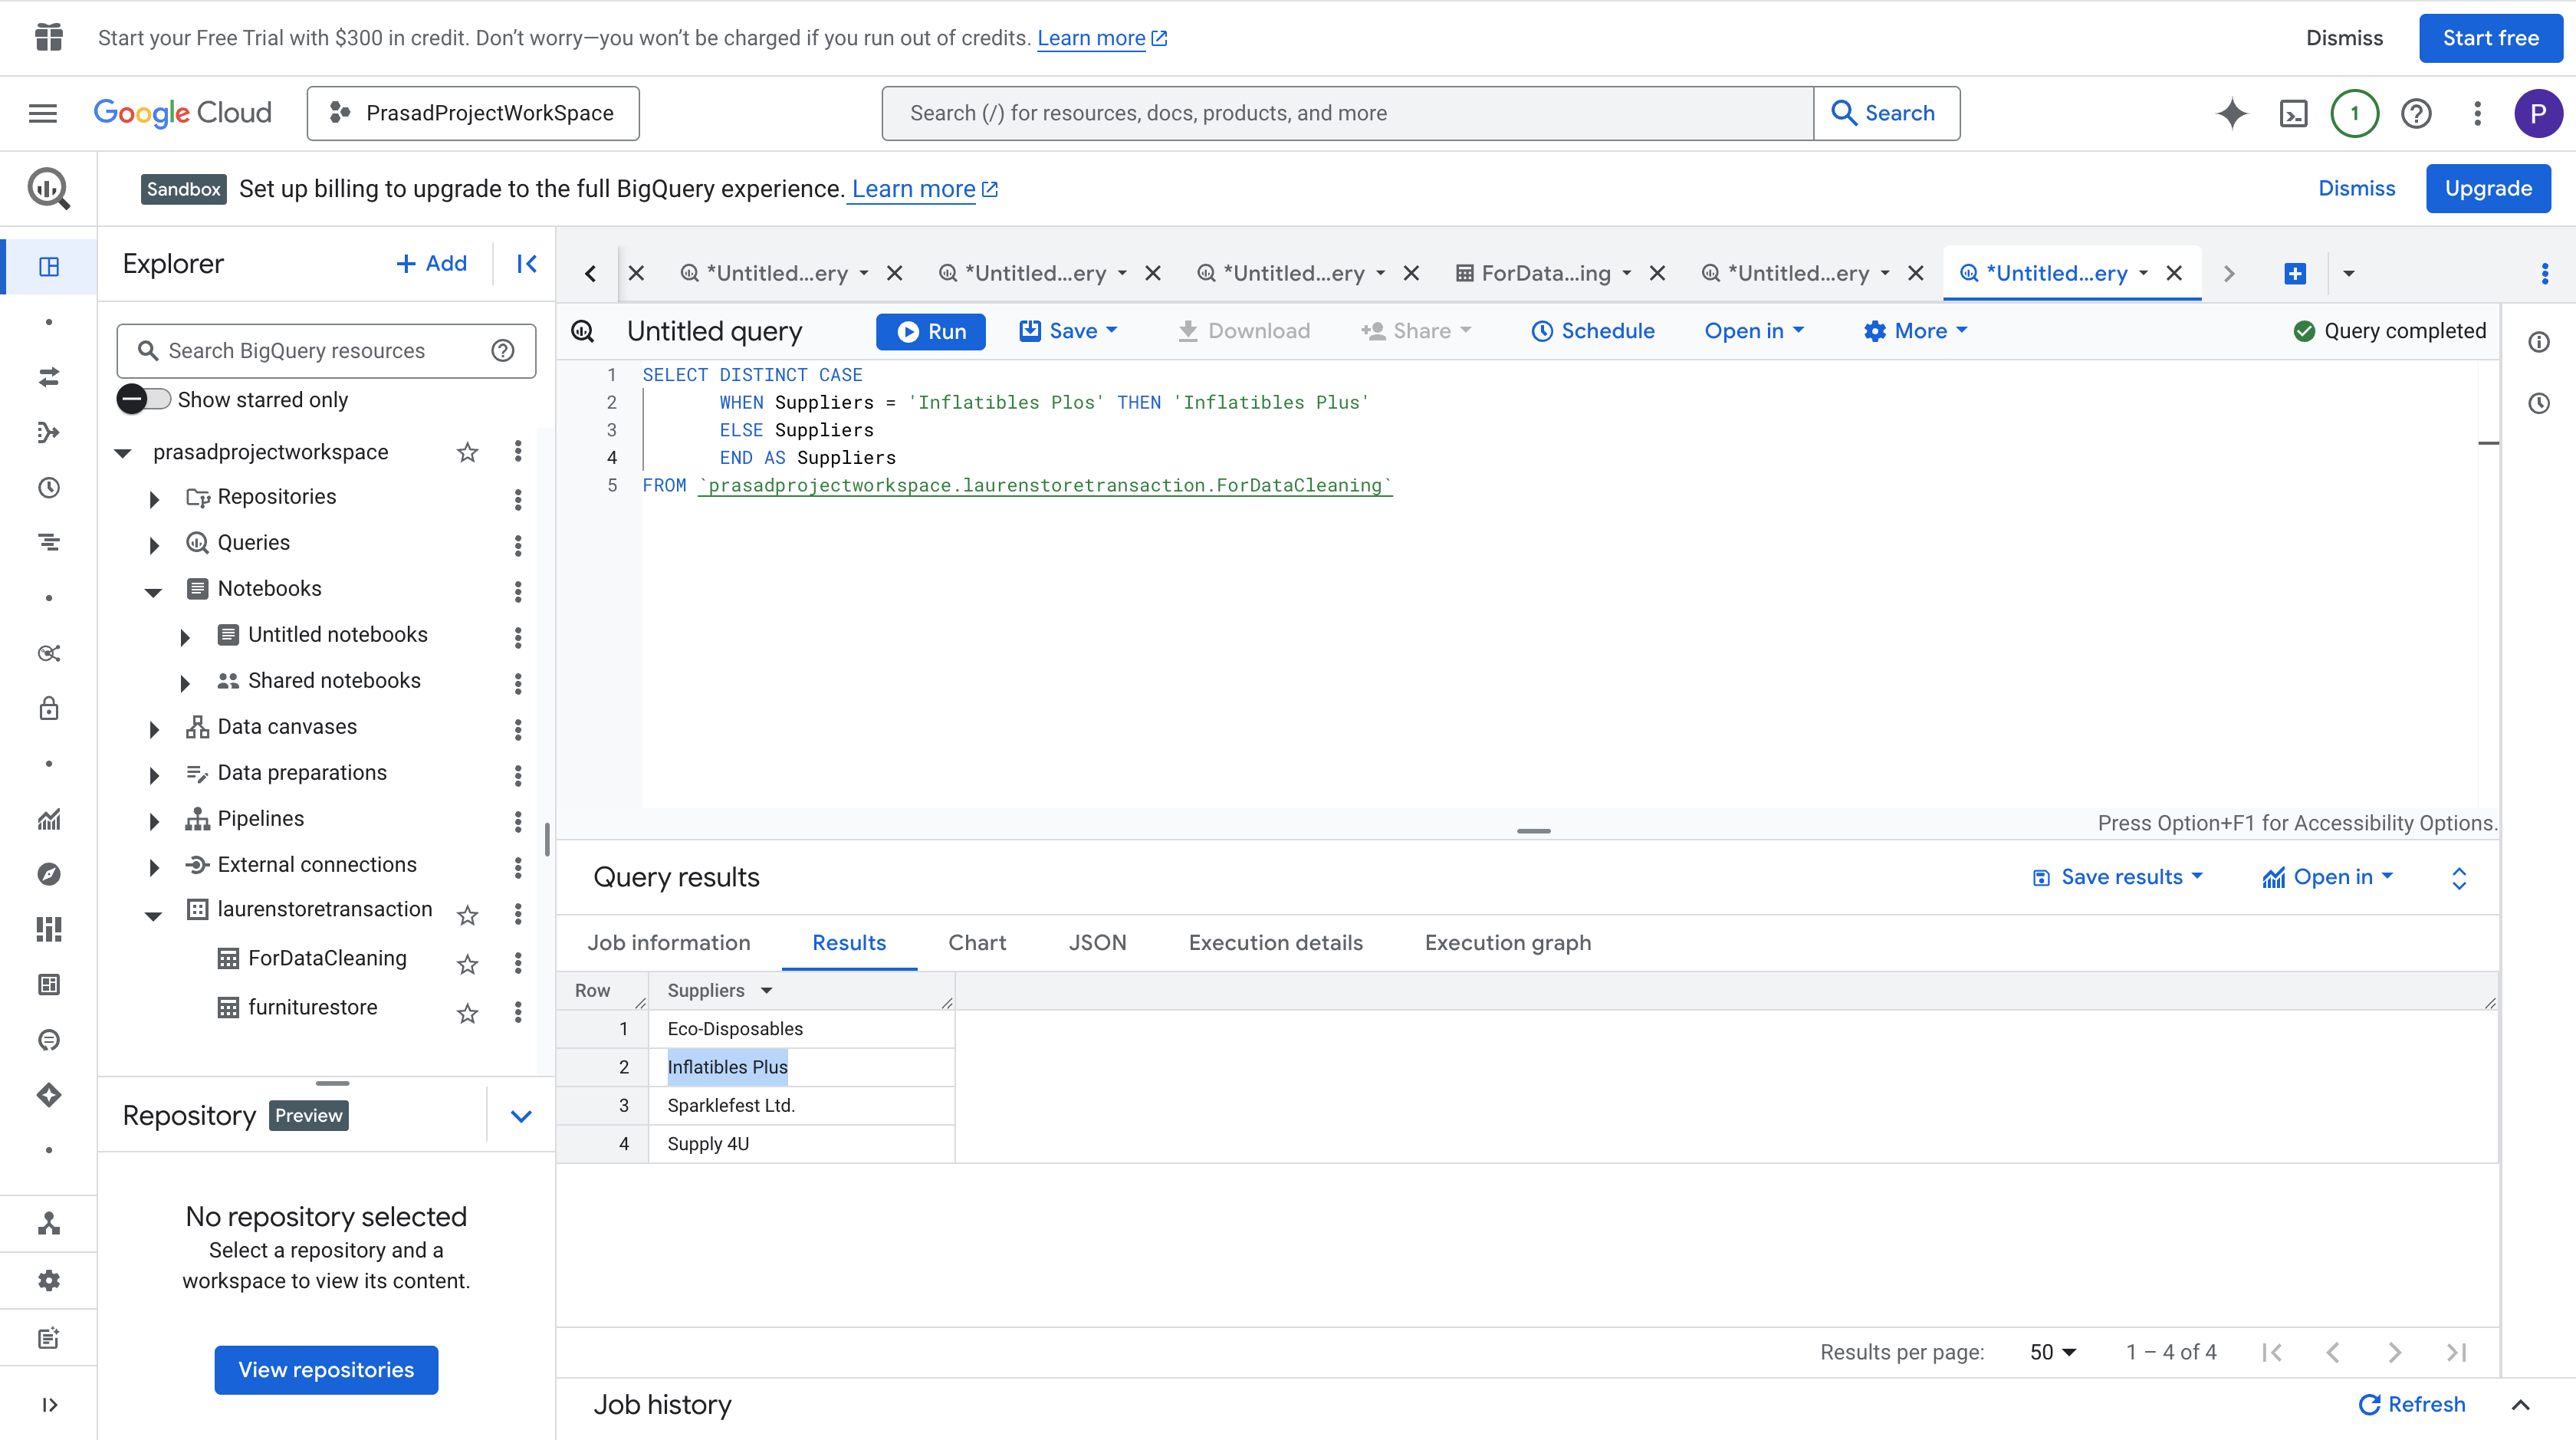 Start your Free Trial with $300 in credit. Don't worry—you won't be charged if you run out of credits. Learn more
Dismiss
Start free
Google Cloud
PrasadProjectWorkSpace
Search (/) for resources, docs, products, and more
Search
1
P
Sandbox
Set up billing to upgrade to the full BigQuery experience. Learn more
Dismiss
Upgrade
Explorer
+ Add
*Untitled...ery
*Untitled...ery
*Untitled...ery
ForData...ing
*Untitled...ery
*Untitled...ery
Search BigQuery resources
Show starred only
Untitled query
Run
Save
Download
Share
Schedule
Open in
More
Query completed
1 SELECT DISTINCT CASE
2 WHEN Suppliers = 'Inflatibles Plos' THEN 'Inflatibles Plus'
3 ELSE Suppliers
4 END AS Suppliers
5 FROM `prasadprojectworkspace.laurenstoretransaction.ForDataCleaning`
prasadprojectworkspace
Repositories
Queries
Notebooks
Untitled notebooks
Shared notebooks
Data canvases
Data preparations
Pipelines
External connections
laurenstoretransaction
ForDataCleaning
furniturestore
Press Option+F1 for Accessibility Options.
Query results
Save results
Open in
Job information
Results
Chart
JSON
Execution details
Execution graph
Row Suppliers
1 Eco-Disposables
2 Inflatibles Plus
3 Sparklefest Ltd.
4 Supply 4U
Repository
Preview
No repository selected
Select a repository and a
workspace to view its content.
View repositories
Results per page: 50 1 – 4 of 4
Job history
Refresh